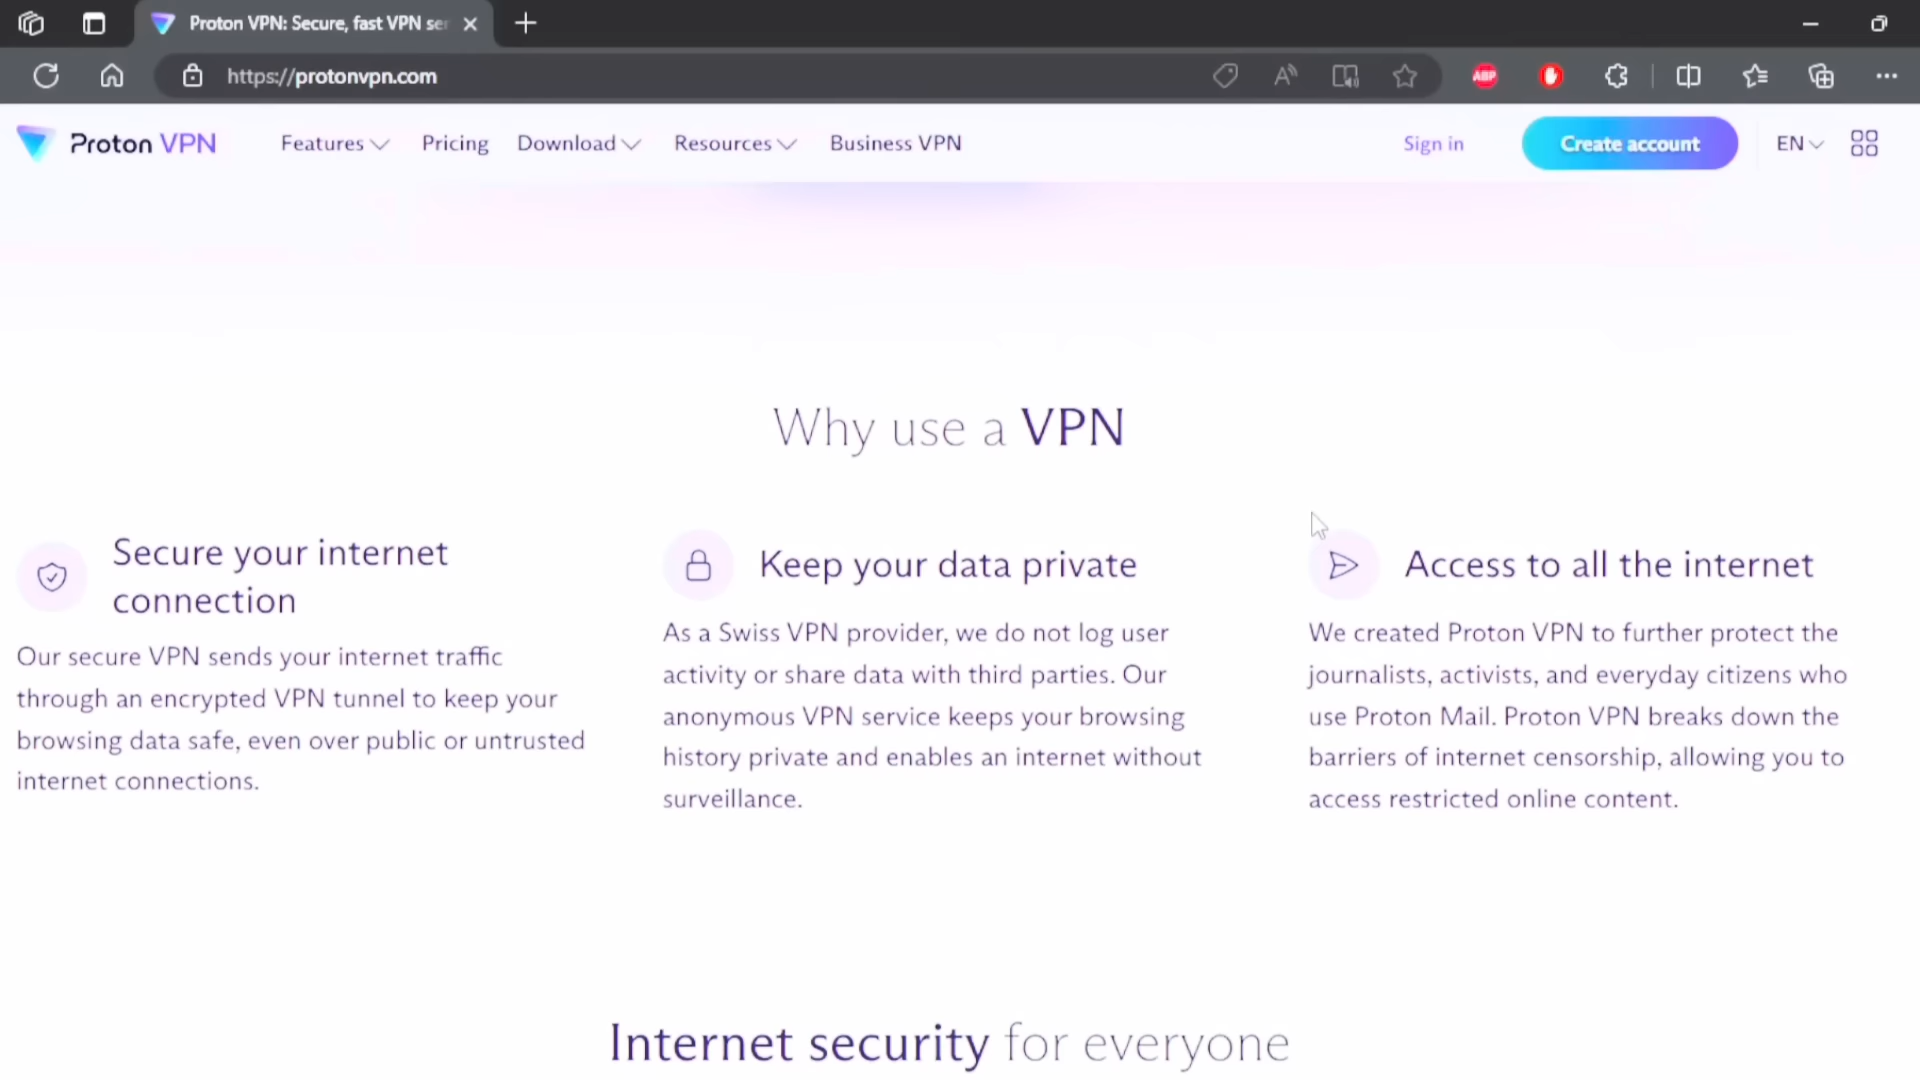 Proton VPN: Secure, fast VPN ser
https://protonvpn.com
ABP
Proton VPN
Features
Pricing
Download
Resources
Business VPN
Sign in
Create account
EN
Why use a VPN
Secure your internet
connection
Our secure VPN sends your internet traffic
through an encrypted VPN tunnel to keep your
browsing data safe, even over public or untrusted
internet connections.
Keep your data private
As a Swiss VPN provider, we do not log user
activity or share data with third parties. Our
anonymous VPN service keeps your browsing
history private and enables an internet without
surveillance.
Access to all the internet
We created Proton VPN to further protect the
journalists, activists, and everyday citizens who
use Proton Mail. Proton VPN breaks down the
barriers of internet censorship, allowing you to
access restricted online content.
Internet security for everyone